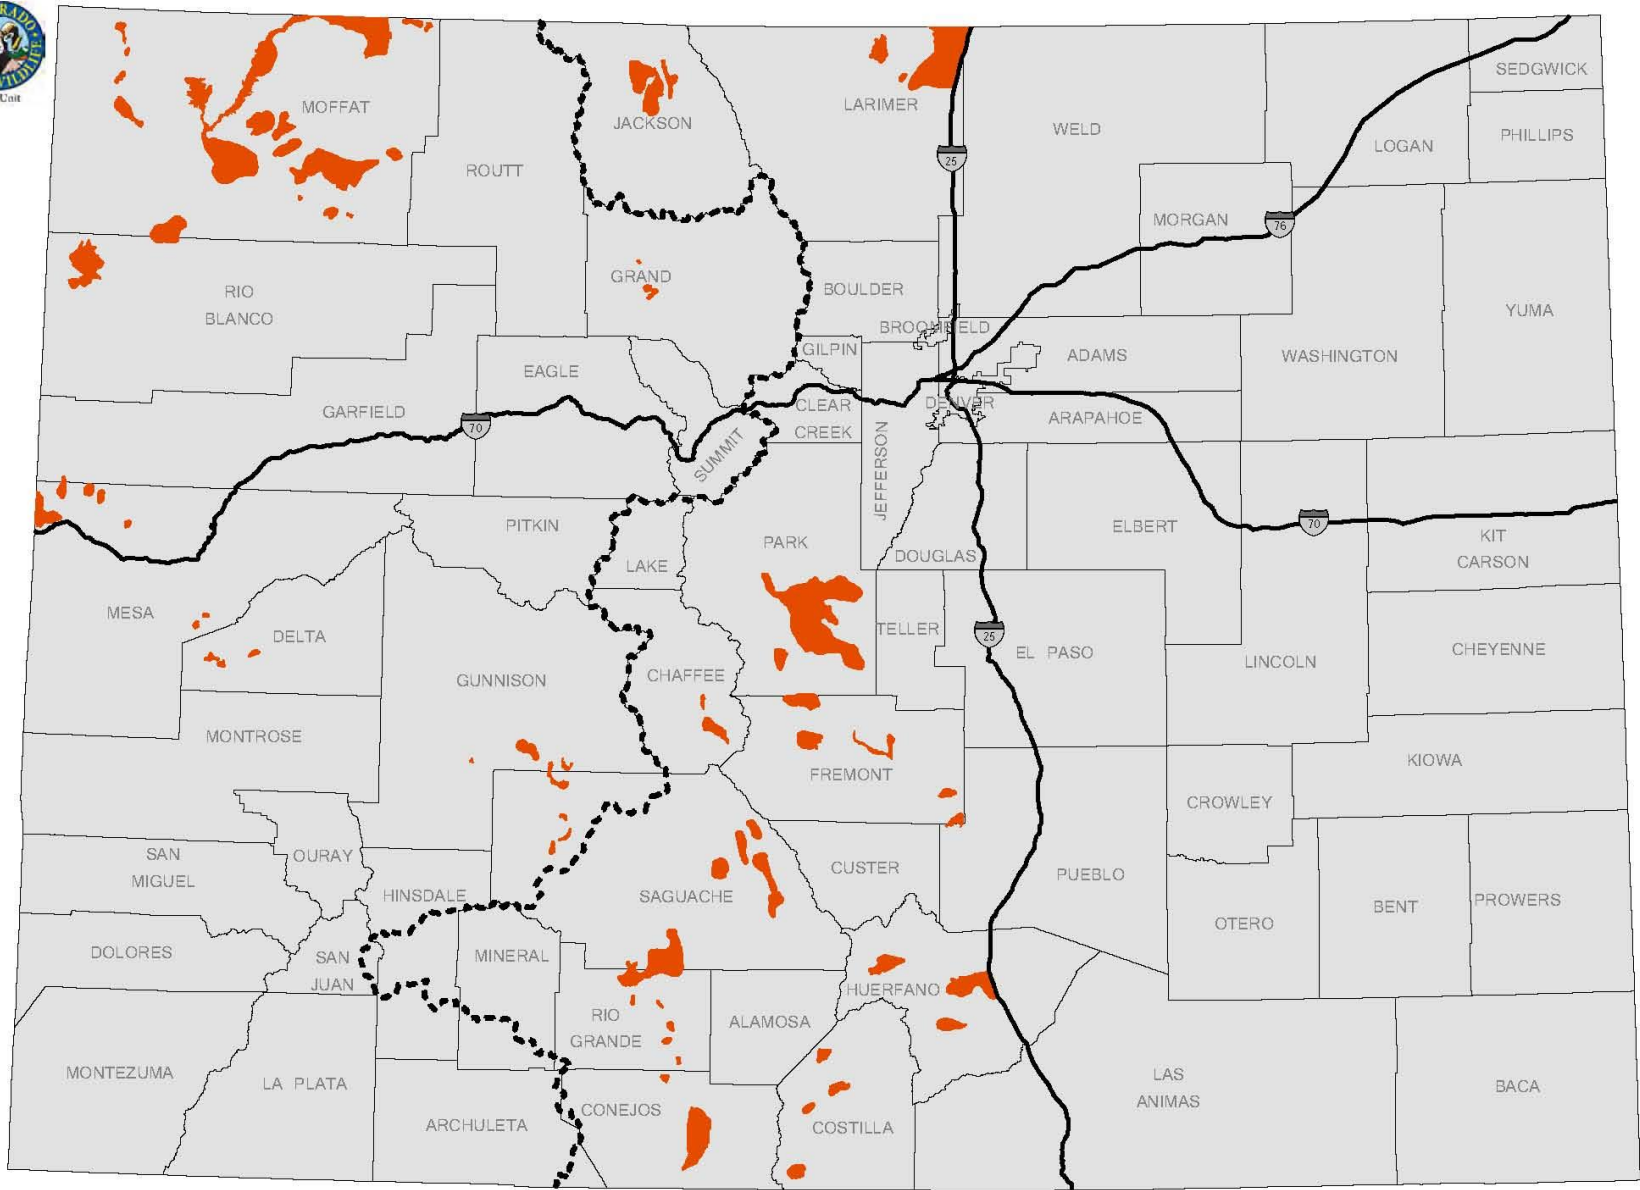 RADO
WILDLIFE
Unit
SEDGWICK
MOFFAT
LARIMER
JACKSON
WELD
PHILLIPS
LOGAN
25
ROUTT
MORGAN
76
GRAND
BOULDER
RIO
BLANCO
YUMA
BROOMFIELD
GILPIN
ADAMS
WASHINGTON
EAGLE
GARFIELD
70
CLEAR
CREEK
DENVER
ARAPAHOE
SUMMIT
JEFFERSON
PITKIN
PARK
ELBERT
70
KIT
CARSON
DOUGLAS
LAKE
MESA
DELTA
TELLER
25
EL PASO
CHEYENNE
LINCOLN
GUNNISON
CHAFFEE
MONTROSE
KIOWA
FREMONT
CROWLEY
SAN
MIGUEL
OURAY
CUSTER
PUEBLO
HINSDALE
SAGUACHE
PROWERS
BENT
OTERO
DOLORES
SAN
JUAN
MINERAL
HUERFANO
RIO
GRANDE
ALAMOSA
MONTEZUMA
LA PLATA
LAS
ANIMAS
BACA
CONEJOS
ARCHULETA
COSTILLA